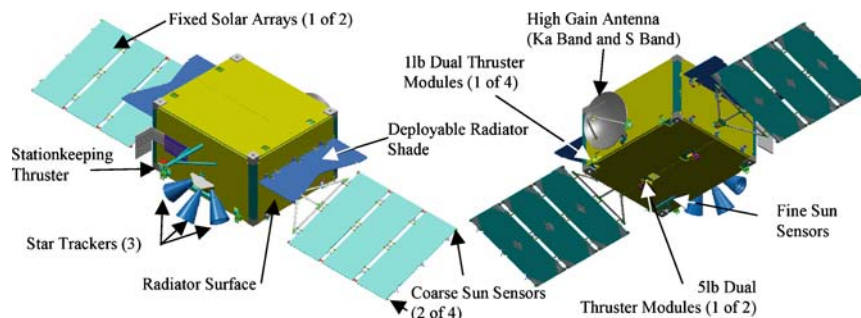 Fixed Solar Arrays (1 of 2)
High Gain Antenna
(Ka Band and S Band)
1lb Dual Thruster
Modules (1 of 4)
Deployable Radiator
Shade
Stationkeeping
Thruster
Star Trackers (3)
Fine Sun
Sensors
Radiator Surface
Coarse Sun Sensors
(2 of 4)
5lb Dual
Thruster Modules (1 of 2)